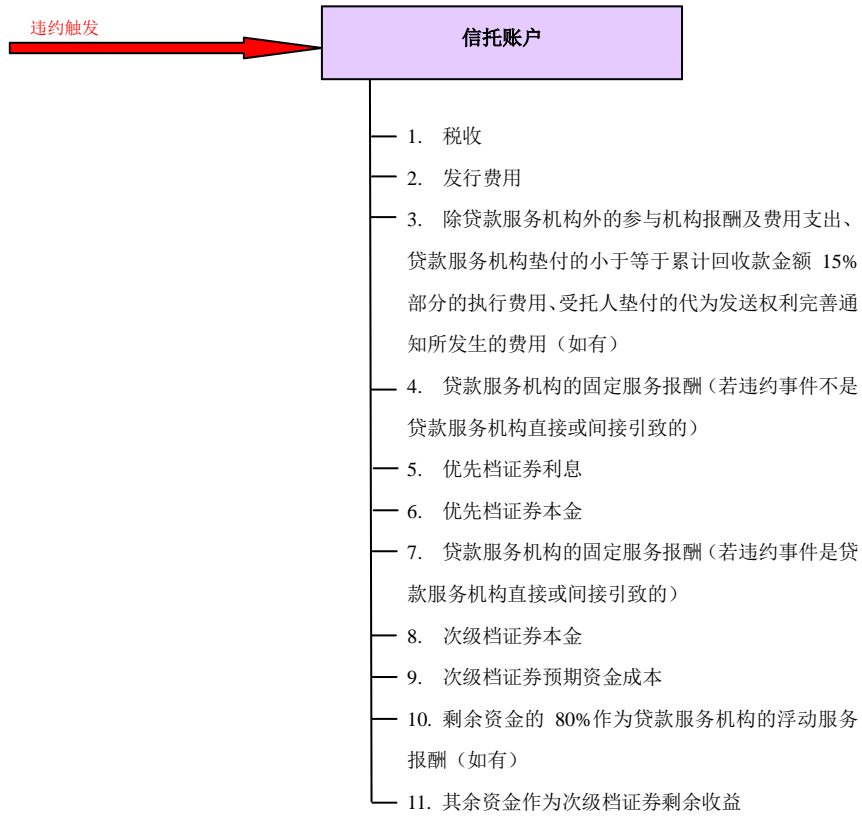 违约触发
信托账户
1. 税收
2. 发行费用
3. 除贷款服务机构外的参与机构报酬及费用支出、
贷款服务机构垫付的小于等于累计回收款金额 15%
部分的执行费用、受托人垫付的代为发送权利完善通
知所发生的费用（如有）
4. 贷款服务机构的固定服务报酬（若违约事件不是
贷款服务机构直接或间接引致的）
5. 优先档证券利息
6. 优先档证券本金
7. 贷款服务机构的固定服务报酬（若违约事件是贷
款服务机构直接或间接引致的）
8. 次级档证券本金
9. 次级档证券预期资金成本
10. 剩余资金的 80%作为贷款服务机构的浮动服务
报酬（如有）
11. 其余资金作为次级档证券剩余收益